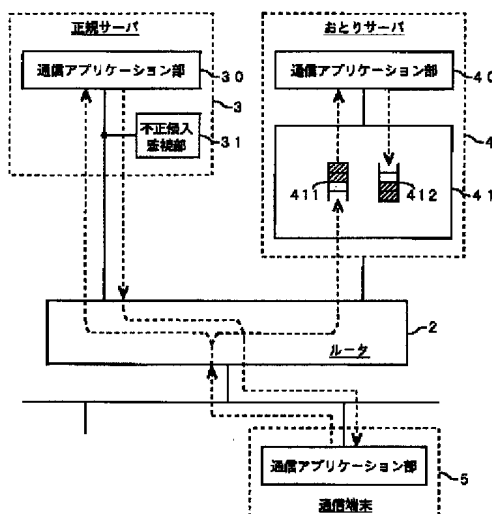 正規サーバ
通信アプリケーション部
30
3
不正侵入
監視部
31
おとりサーバ
通信アプリケーション部
40
4
411
412
41
2
ルータ
通信アプリケーション部
5
通信端末